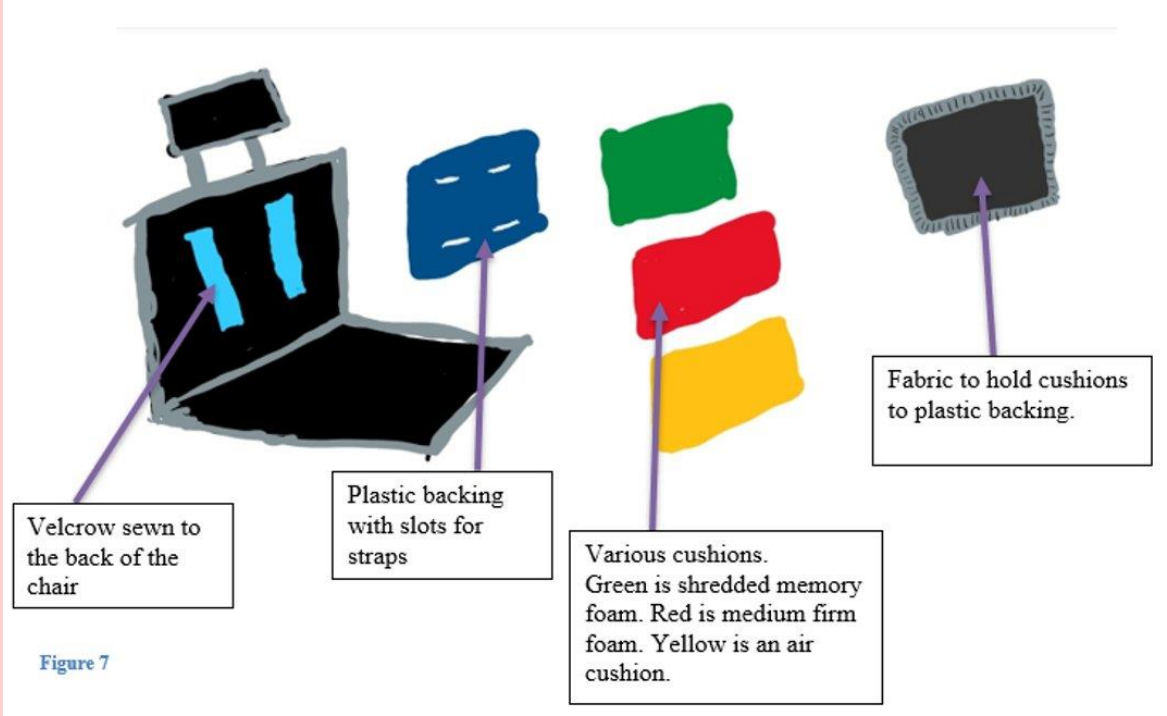 Velcrow sewn to
the back of the
chair
Plastic backing
with slots for
straps
Various cushions.
Green is shredded memory
foam. Red is medium firm
foam. Yellow is an air
cushion.
Fabric to hold cushions
to plastic backing.
Figure 7